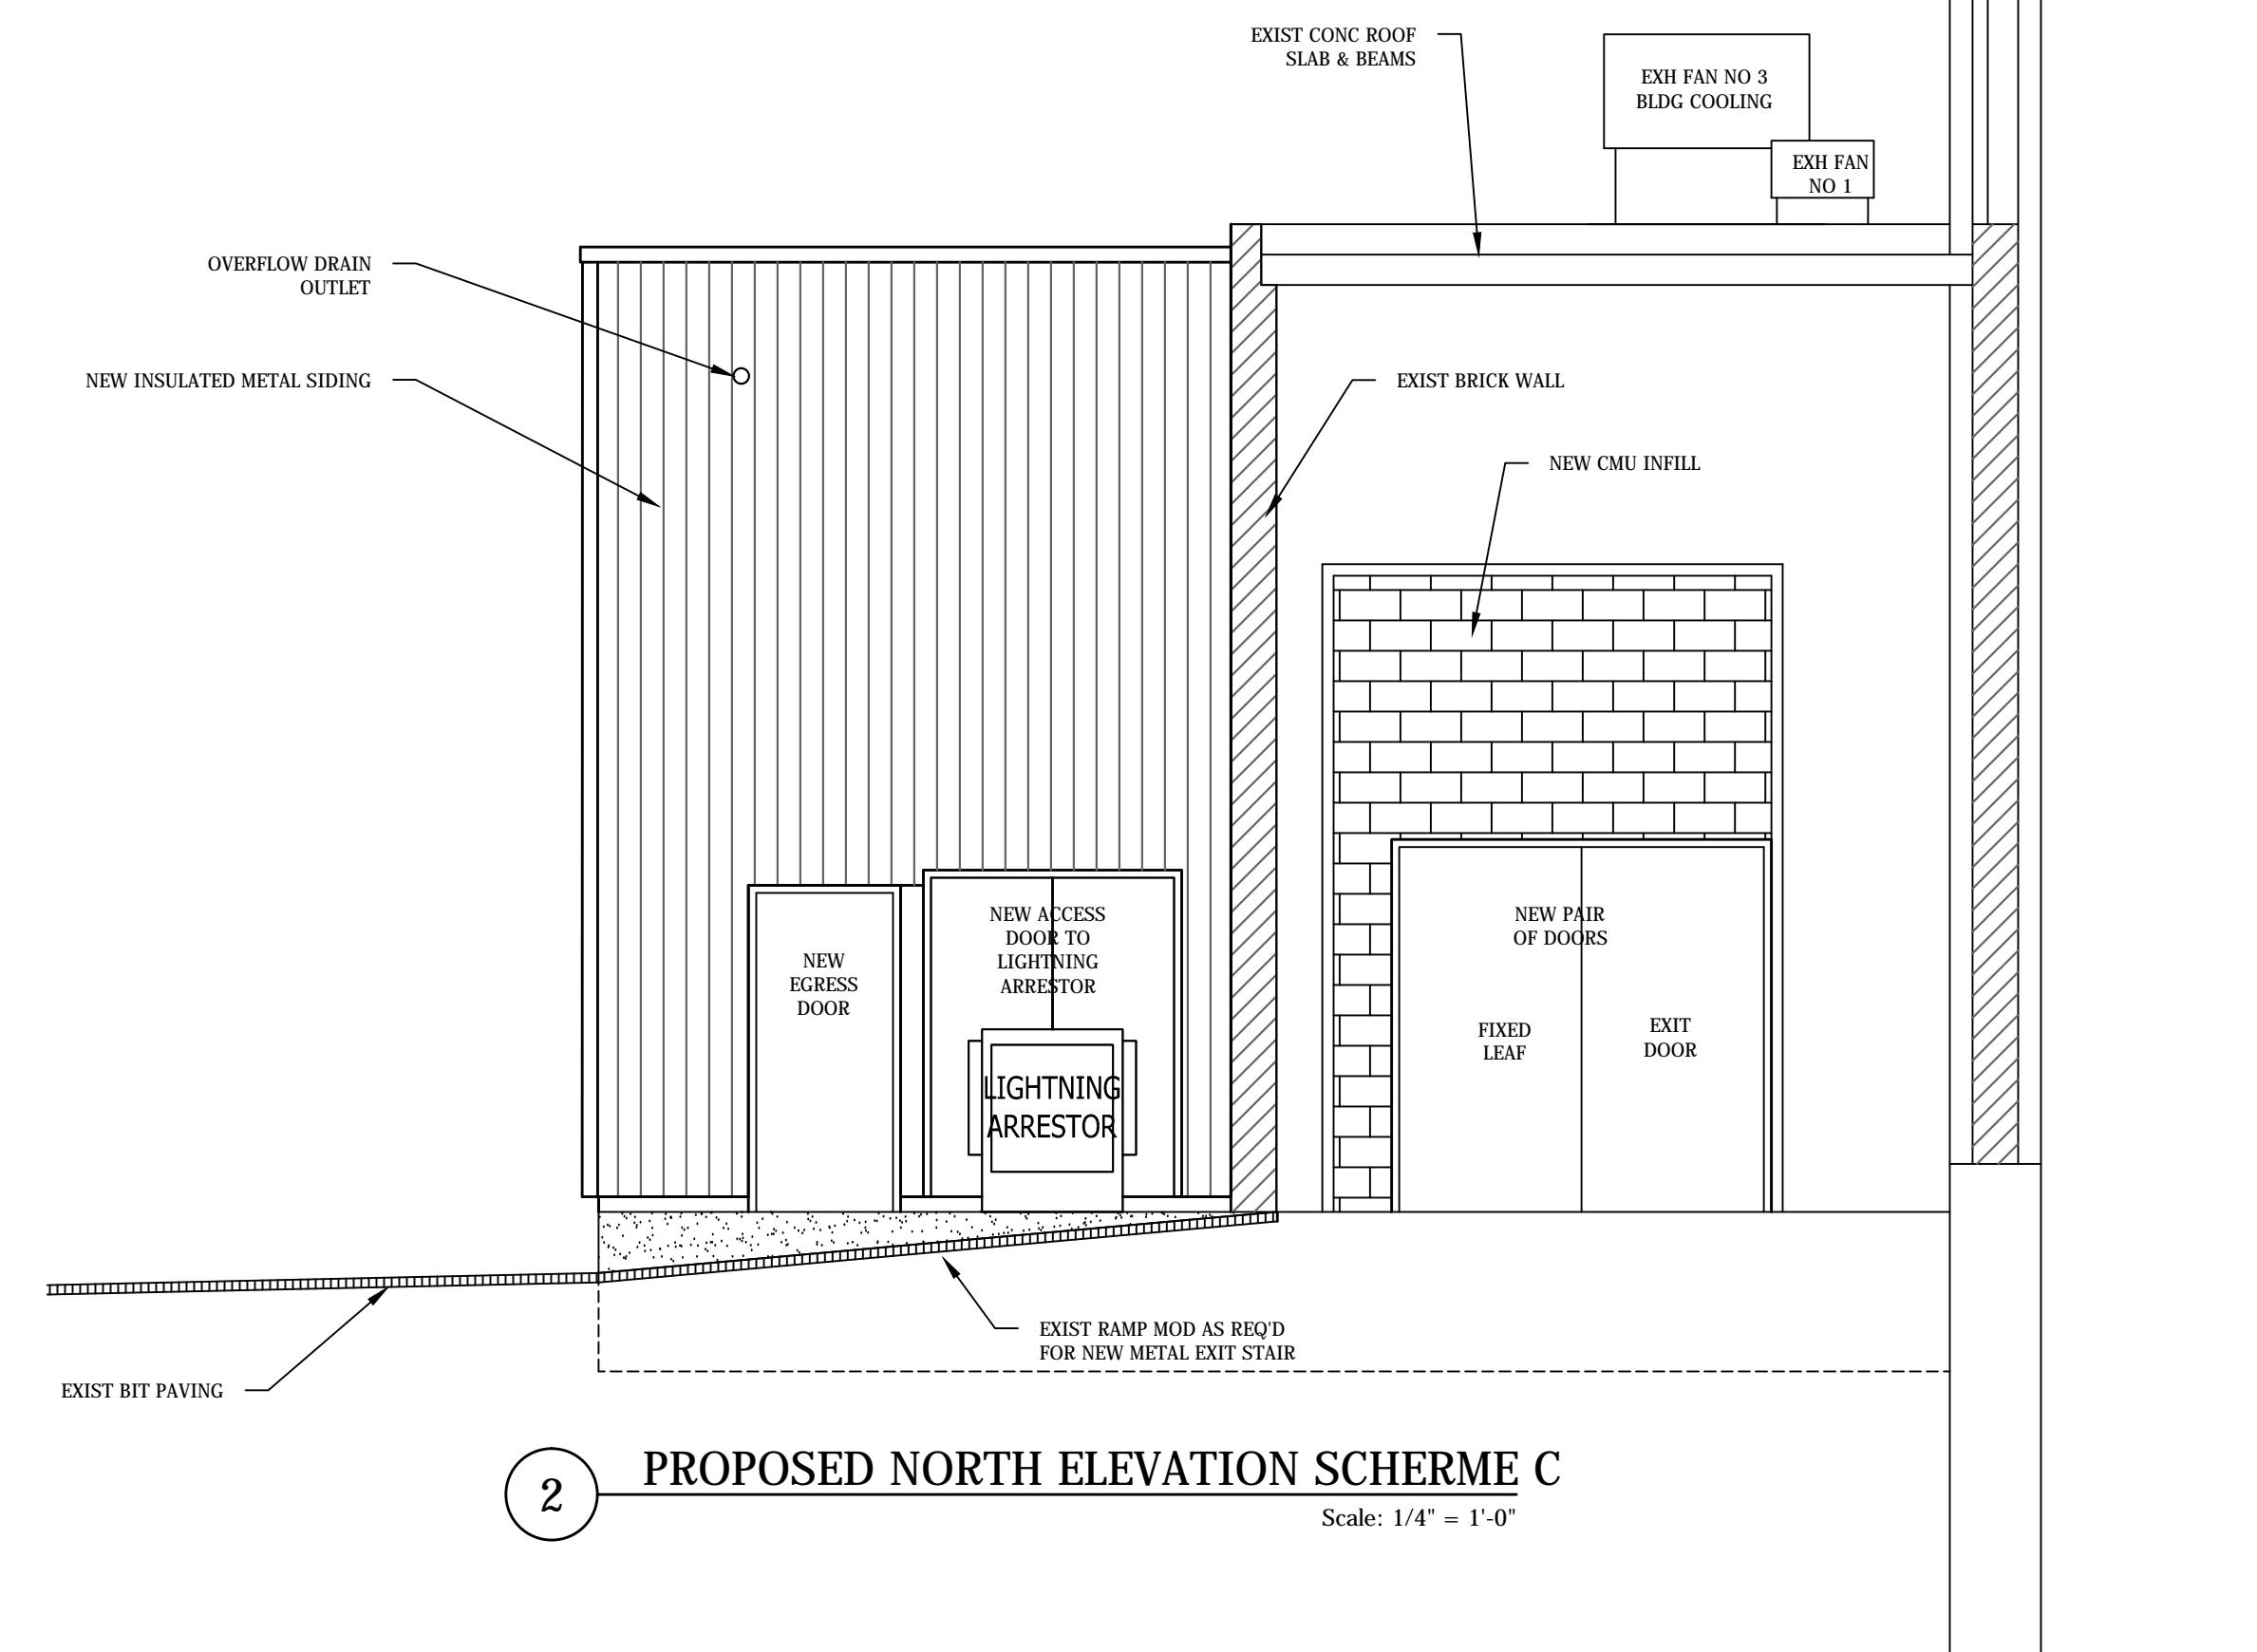 EXIST CONC ROOF
SLAB & BEAMS
EXH FAN NO 3
BLDG COOLING
EXH FAN
NO 1
OVERFLOW DRAIN
OUTLET
NEW INSULATED METAL SIDING
EXIST BRICK WALL
NEW CMU INFILL
NEW
EGRESS
DOOR
NEW ACCESS
DOOR TO
LIGHTNING
ARRESTOR
LIGHTNING
ARRESTOR
NEW PAIR
OF DOORS
FIXED
LEAF
EXIT
DOOR
EXIST RAMP MOD AS REQ'D
FOR NEW METAL EXIT STAIR
EXIST BIT PAVING
2
PROPOSED NORTH ELEVATION SCHERME C
Scale: 1/4" = 1'-0"